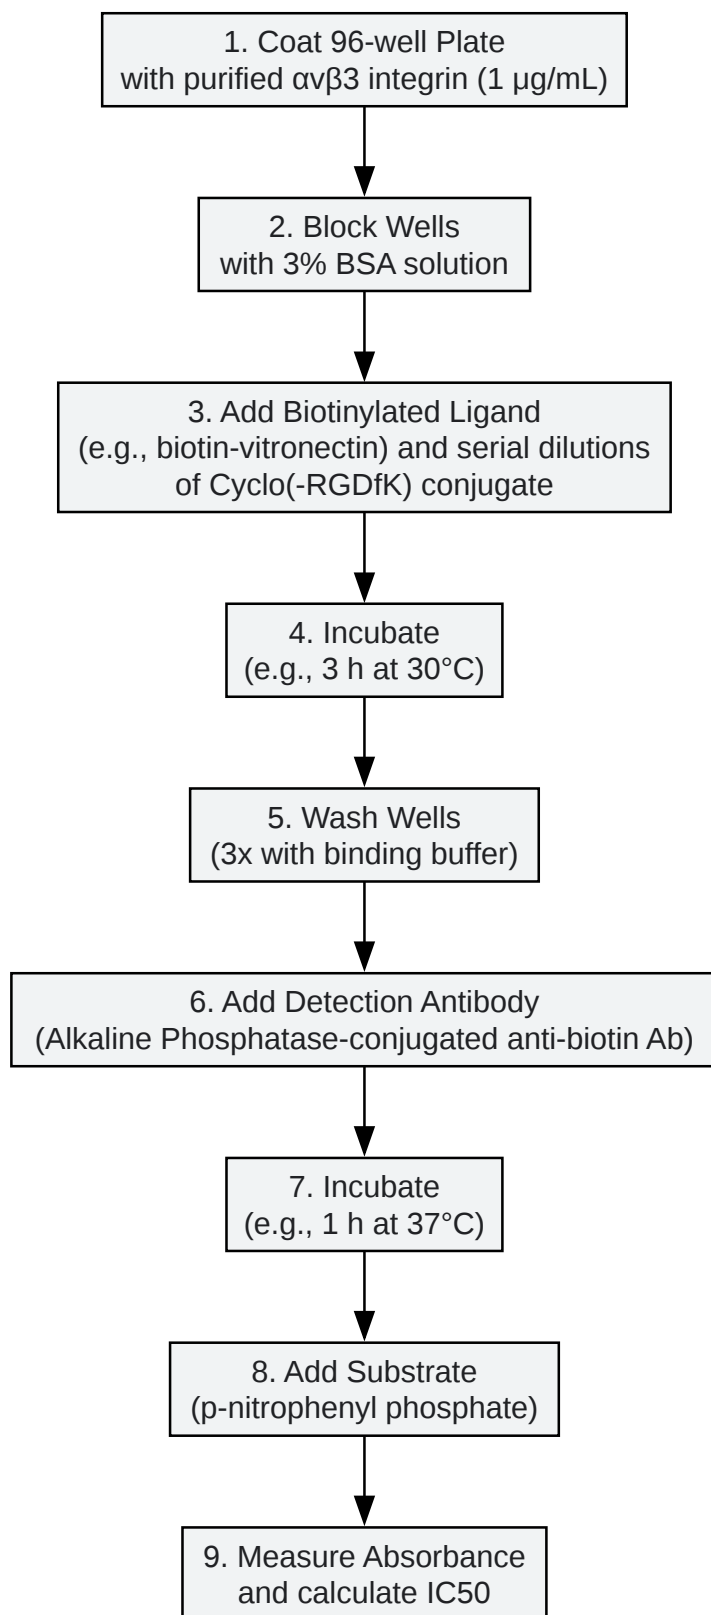 1. Coat 96-well Plate
with purified αvβ3 integrin (1 μg/mL)
2. Block Wells
with 3% BSA solution
3. Add Biotinylated Ligand
(e.g., biotin-vitronectin) and serial dilutions
of Cyclo(-RGDfK) conjugate
4. Incubate
(e.g., 3 h at 30°C)
5. Wash Wells
(3x with binding buffer)
6. Add Detection Antibody
(Alkaline Phosphatase-conjugated anti-biotin Ab)
7. Incubate
(e.g., 1 h at 37°C)
8. Add Substrate
(p-nitrophenyl phosphate)
9. Measure Absorbance
and calculate IC50